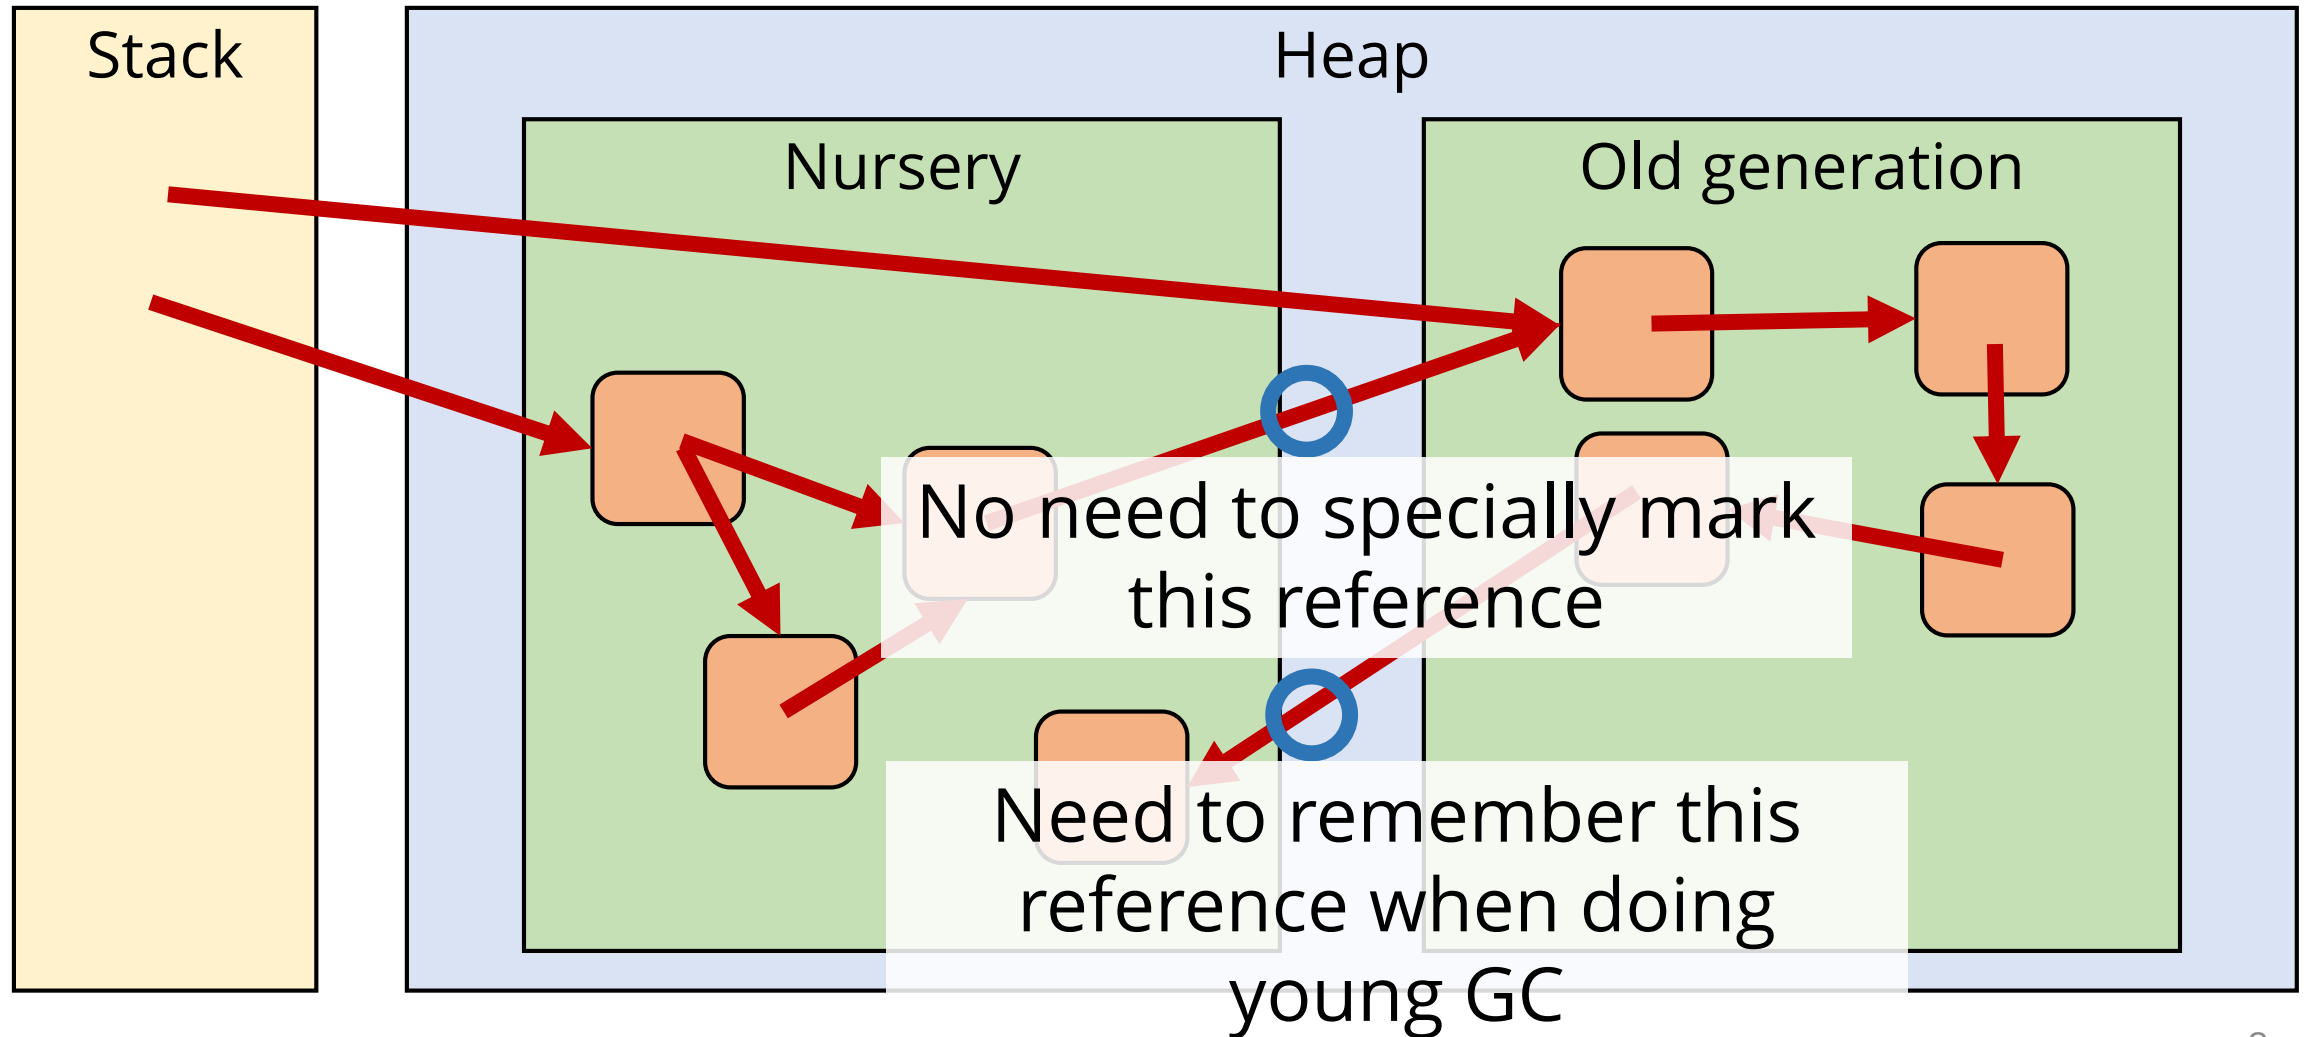 Stack
Heap
Nursery
Old generation
No need to specially mark
this reference
Need to remember this
reference when doing
young GC